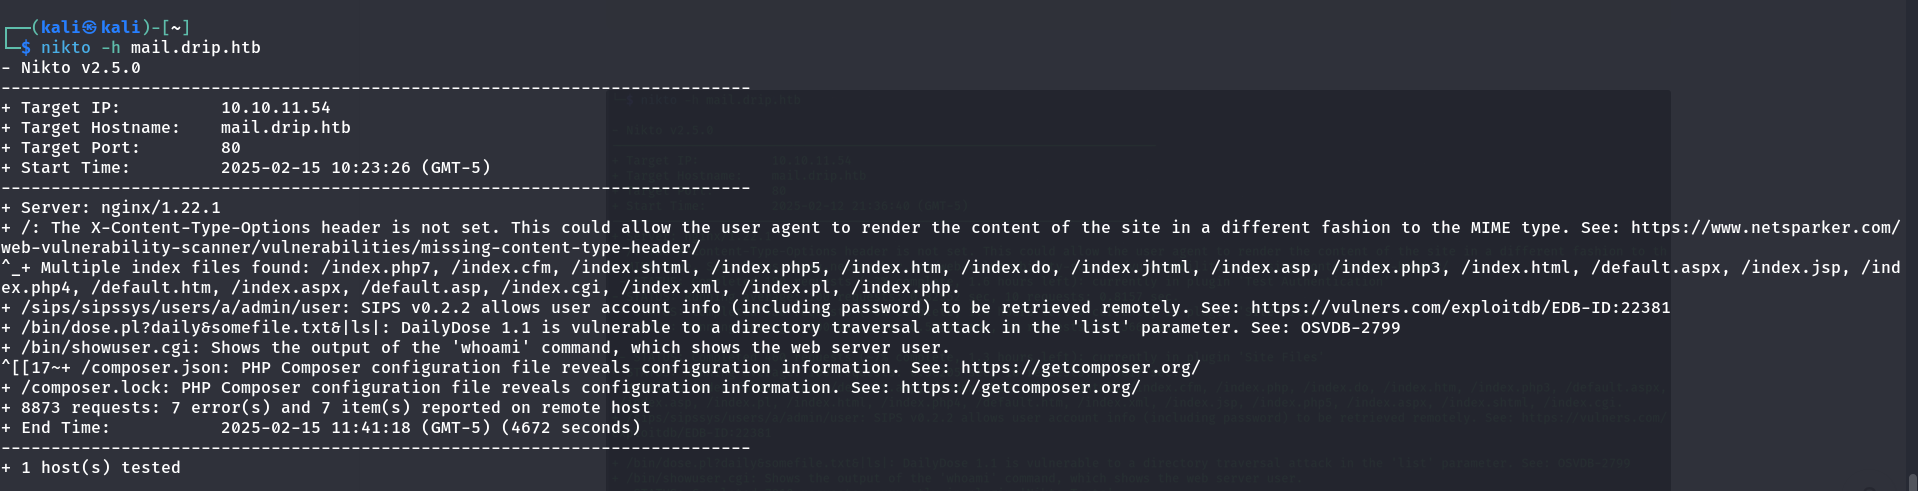 ┌──(kali㉿kali)-[~]
└─$ nikto -h mail.drip.htb
- Nikto v2.5.0
---------------------------------------------------------------------------
+ Target IP:          10.10.11.54
+ Target Hostname:    mail.drip.htb
+ Target Port:        80
+ Start Time:         2025-02-15 10:23:26 (GMT-5)
---------------------------------------------------------------------------
+ Server: nginx/1.22.1
+ /: The X-Content-Type-Options header is not set. This could allow the user agent to render the content of the site in a different fashion to the MIME type. See: https://www.netsparker.com/
web-vulnerability-scanner/vulnerabilities/missing-content-type-header/
^_+ Multiple index files found: /index.php7, /index.cfm, /index.shtml, /index.php5, /index.htm, /index.do, /index.jhtml, /index.asp, /index.php3, /index.html, /default.aspx, /index.jsp, /ind
ex.php4, /default.htm, /index.aspx, /default.asp, /index.cgi, /index.xml, /index.pl, /index.php.
+ /sips/sipssys/users/a/admin/user: SIPS v0.2.2 allows user account info (including password) to be retrieved remotely. See: https://vulners.com/exploitdb/EDB-ID:22381
+ /bin/dose.pl?daily&somefile.txt&|ls|: DailyDose 1.1 is vulnerable to a directory traversal attack in the 'list' parameter. See: OSVDB-2799
+ /bin/showuser.cgi: Shows the output of the 'whoami' command, which shows the web server user.
^[[17~+ /composer.json: PHP Composer configuration file reveals configuration information. See: https://getcomposer.org/
+ /composer.lock: PHP Composer configuration file reveals configuration information. See: https://getcomposer.org/
+ 8873 requests: 7 error(s) and 7 item(s) reported on remote host
+ End Time:           2025-02-15 11:41:18 (GMT-5) (4672 seconds)
---------------------------------------------------------------------------
+ 1 host(s) tested